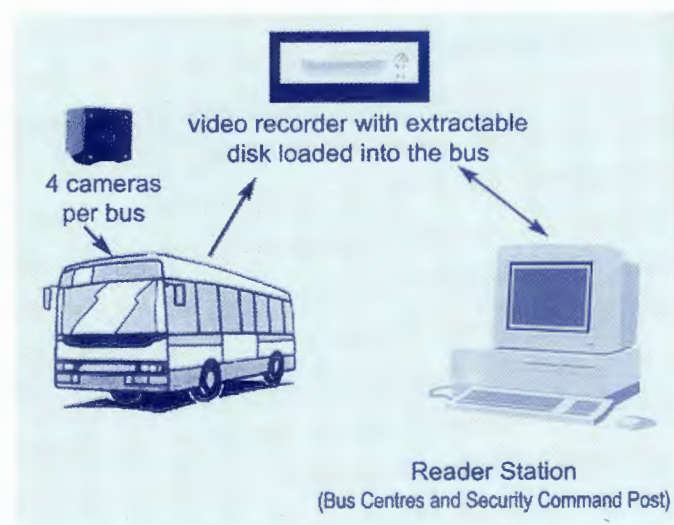 video recorder with extractable
disk loaded into the bus
4 cameras
per bus
Reader Station
(Bus Centres and Security Command Post)